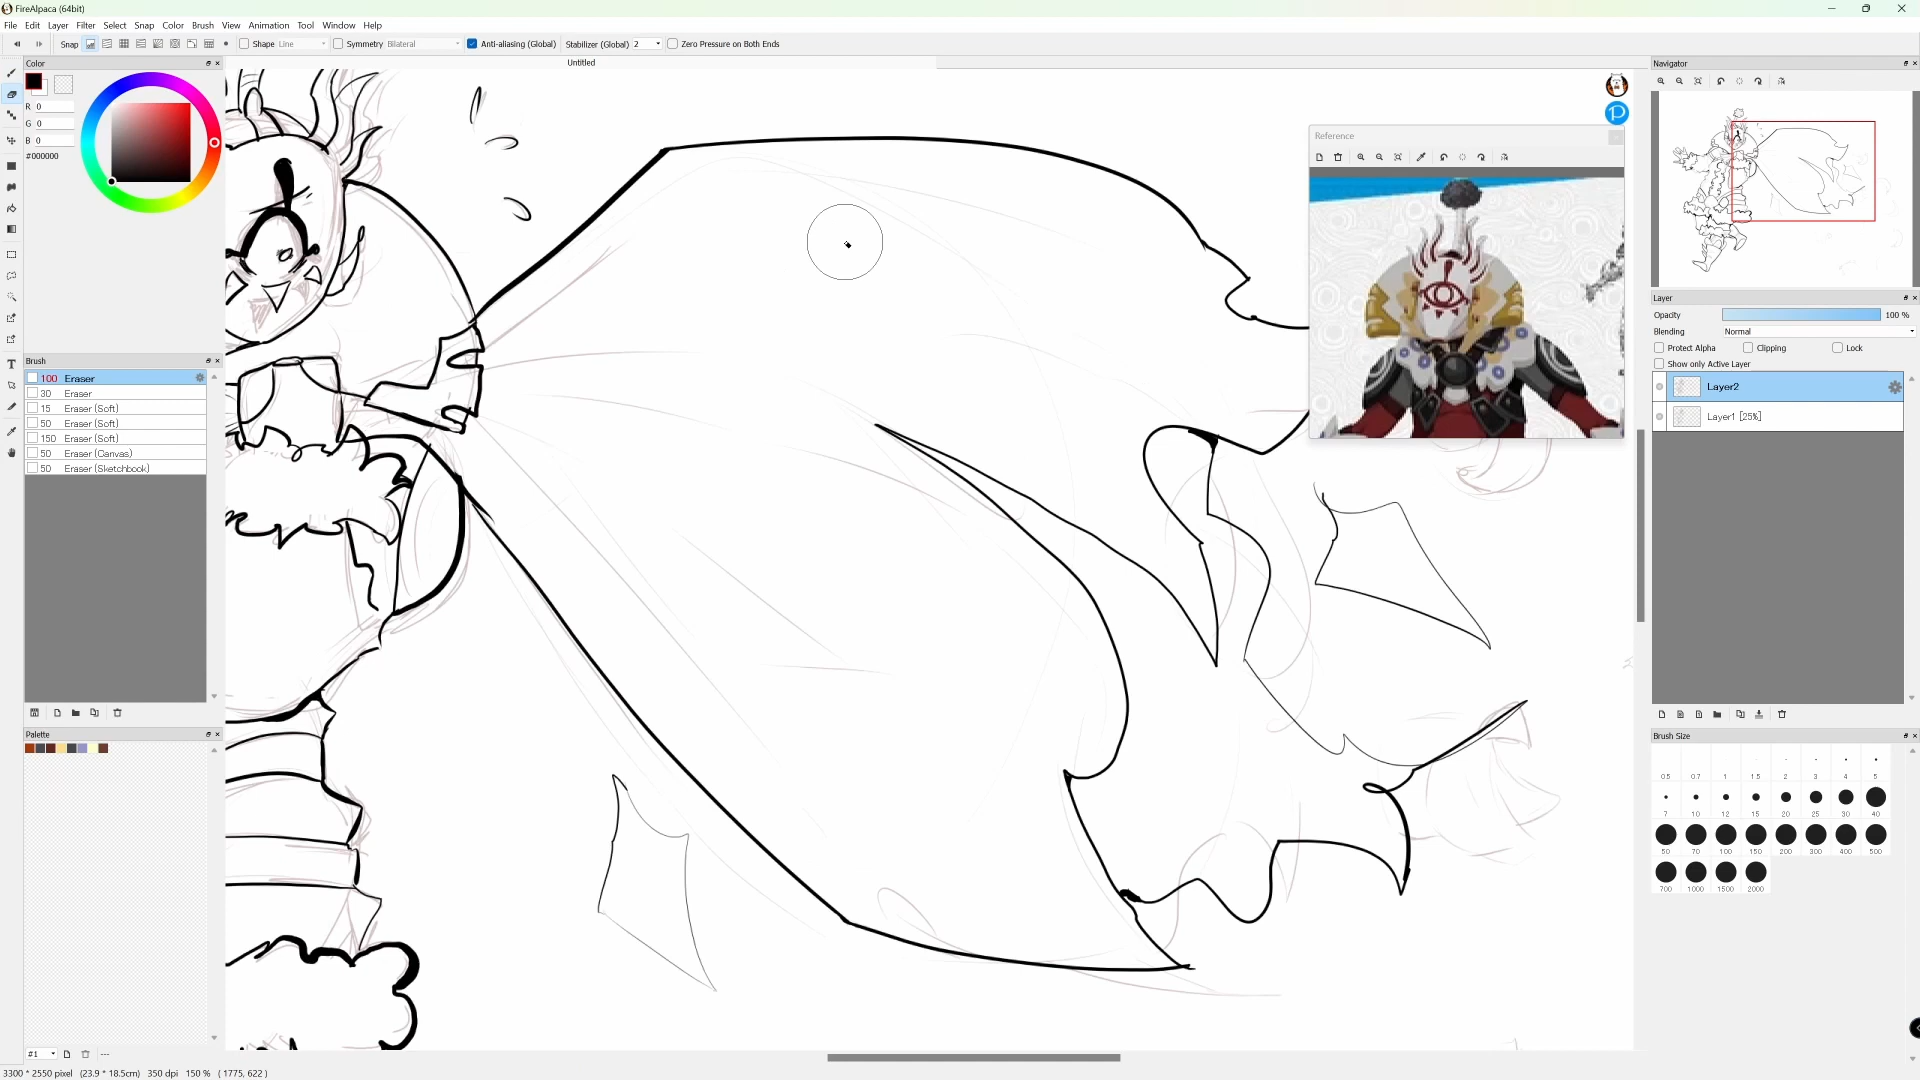 FireAlpaca (64bit)
File Edit Layer Filter Select Snap Color Brush View Animation Tool Window Help
Snap Shape Line Symmetry Bilateral Anti-aliasing (Global) Stabilizer (Global) 2 Zero Pressure on Both Ends
Color
Untitled
R 0
G 0
B 0
#000000
Brush
100 Eraser
30 Eraser
15 Eraser (Soft)
50 Eraser (Soft)
150 Eraser (Soft)
50 Eraser (Canvas)
50 Eraser (Sketchbook)
Palette
#1
---
3300 * 2550 pixel (23.9 * 18.5cm) 350 dpi 150 % ( 1775, 622 )
Reference
Navigator
Layer
Opacity 100 %
Blending Normal
Protect Alpha Clipping Lock
Show only Active Layer
Layer2
Layer1 [25%]
Brush Size
0.5 0.7 1 1.5 2 3 4 5
7 10 12 15 20 25 30 40
50 70 100 150 200 300 400 500
700 1000 1500 2000